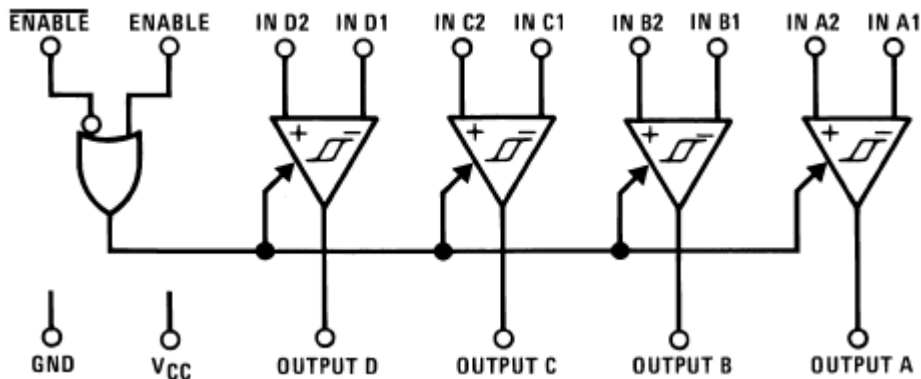 ENABLE ENABLE IN D2 IN D1 IN C2 IN C1 IN B2 IN B1 IN A2 IN A1
+ − + − + − + −
GND VCC OUTPUT D OUTPUT C OUTPUT B OUTPUT A